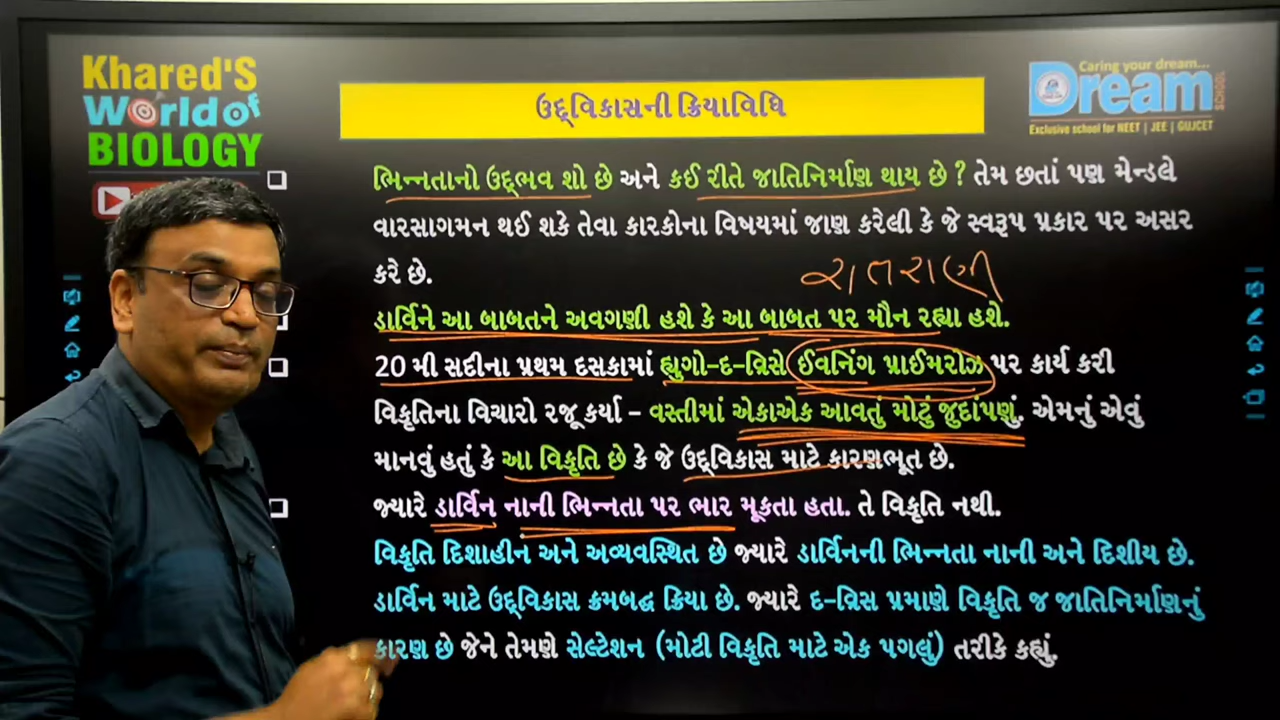 Khared'S
World of
BIOLOGY
Caring your dream...
Dream
SCHOOL
Exclusive school for NEET | JEE | GUJCET
ઉદ્દવિકાસની ક્રિયાવિધિ
ભિન્નતાનો ઉદ્દભવ શો છે અને કઈ રીતે જાતિનિર્માણ થાય છે ? તેમ છતાં પણ મેન્ડલે
વારસાગમન થઈ શકે તેવા કારકોના વિષયમાં જાણ કરેલી કે જે સ્વરૂપ પ્રકાર પર અસર
કરે છે.
રાતરાણી
ડાર્વિને આ બાબતને અવગણી હશે કે આ બાબત પર મૌન રહ્યા હશે.
20 મી સદીના પ્રથમ દસકામાં હ્યુગો-દ-વ્રિસે ઈવનિંગ પ્રાઈમરોઝ પર કાર્ય કરી
વિકૃતિના વિચારો રજૂ કર્યા – વસ્તીમાં એકાએક આવતું મોટું જુદાંપણું. એમનું એવું
માનવું હતું કે આ વિકૃતિ છે કે જે ઉદ્દવિકાસ માટે કારણભૂત છે.
જ્યારે ડાર્વિન નાની ભિન્નતા પર ભાર મૂકતા હતા. તે વિકૃતિ નથી.
વિકૃતિ દિશાહીન અને અવ્યવસ્થિત છે જ્યારે ડાર્વિનની ભિન્નતા નાની અને દિશીય છે.
ડાર્વિન માટે ઉદ્દવિકાસ ક્રમબદ્ધ ક્રિયા છે. જ્યારે દ-વ્રિસ પ્રમાણે વિકૃતિ જ જાતિનિર્માણનું
કારણ છે જેને તેમણે સેલ્ટેશન (મોટી વિકૃતિ માટે એક પગલું) તરીકે કહ્યું.